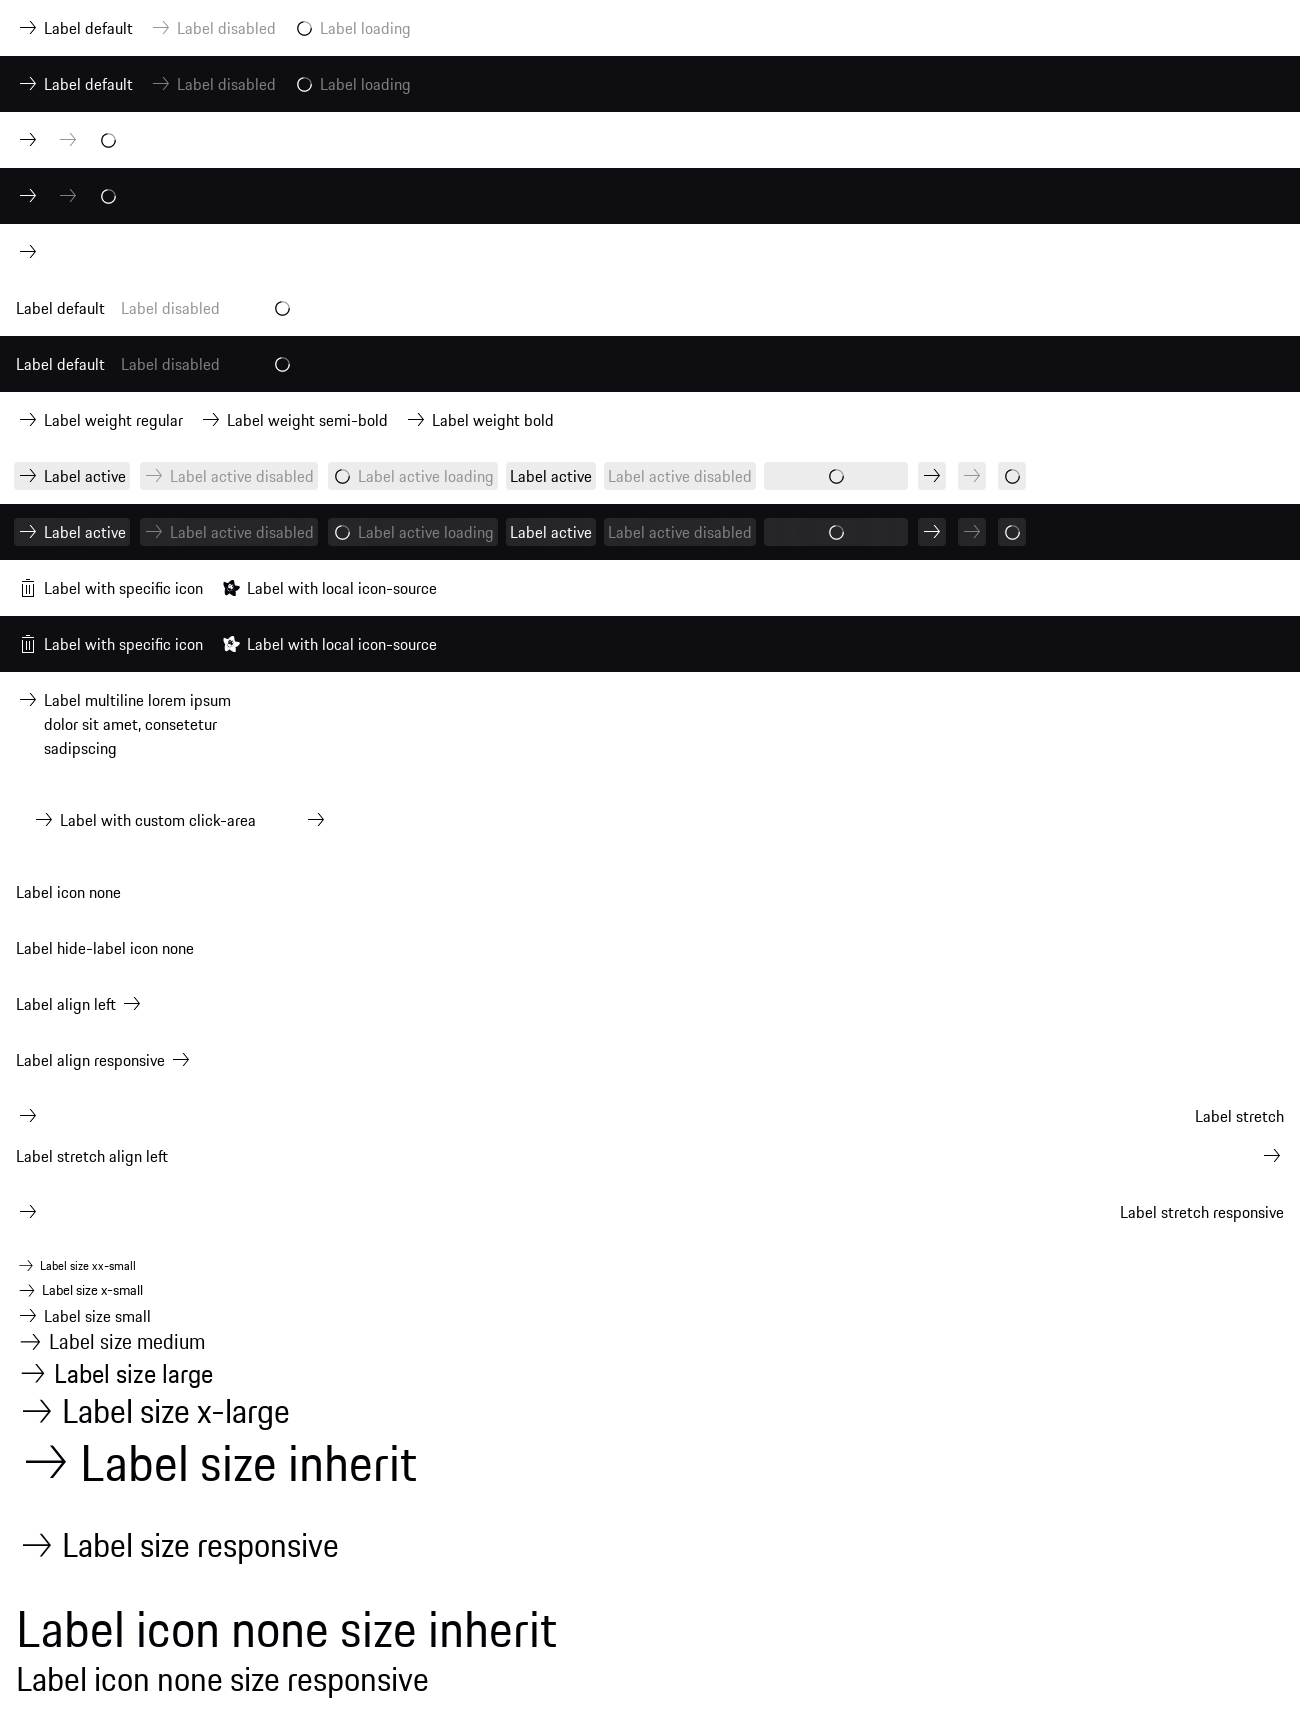 Label default Label disabled Label loading
Label default Label disabled Label loading
Label default Label disabled
Label default Label disabled
Label weight regular Label weight semi-bold Label weight bold
Label active Label active disabled Label active loading Label active Label active disabled
Label active Label active disabled Label active loading Label active Label active disabled
Label with specific icon Label with local icon-source
Label with specific icon Label with local icon-source
Label multiline lorem ipsum
dolor sit amet, consetetur
sadipscing
Label with custom click-area
Label icon none
Label hide-label icon none
Label align left
Label align responsive
Label stretch
Label stretch align left
Label stretch responsive
Label size xx-small
Label size x-small
Label size small
Label size medium
Label size large
Label size x-large
Label size inherit
Label size responsive
Label icon none size inherit
Label icon none size responsive